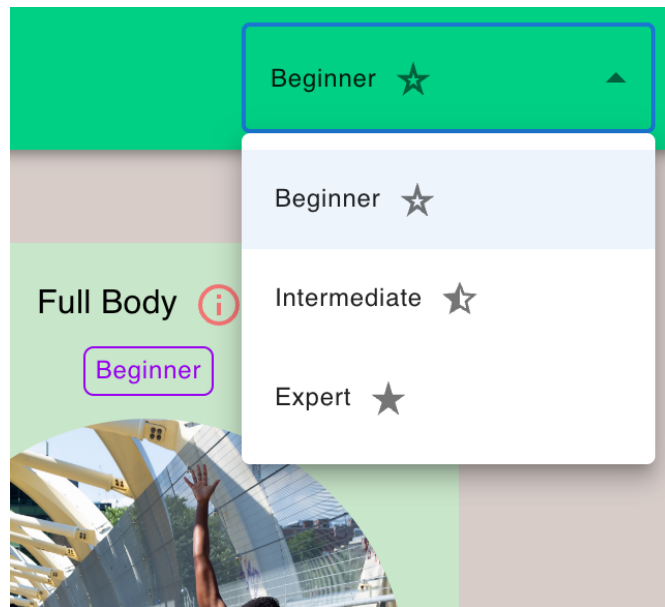 Beginner
Beginner
Intermediate
Expert
Full Body
Beginner